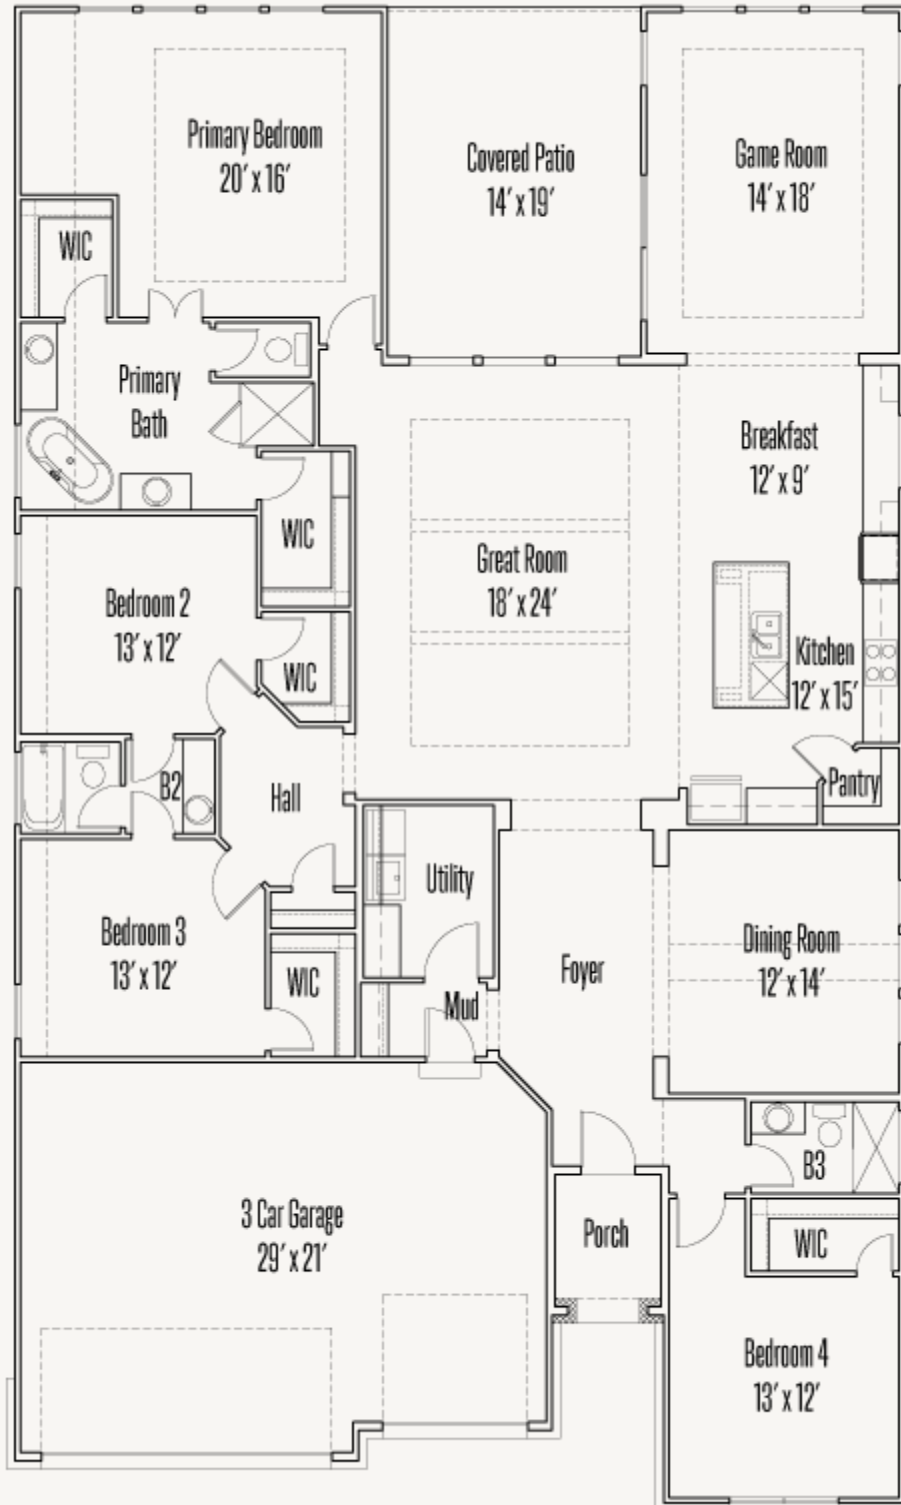 Primary Bedroom
20′ x 16′
Covered Patio
14′ x 19′
Game Room
14′ x 18′
WIC
Primary
Bath
Breakfast
12′ x 9′
WIC
Great Room
18′ x 24′
Bedroom 2
13′ x 12′
WIC
Kitchen
12′ x 15′
B2
Hall
Pantry
Utility
Bedroom 3
13′ x 12′
WIC
Mud
Foyer
Dining Room
12′ x 14′
B3
3 Car Garage
29′ x 21′
Porch
WIC
Bedroom 4
13′ x 12′